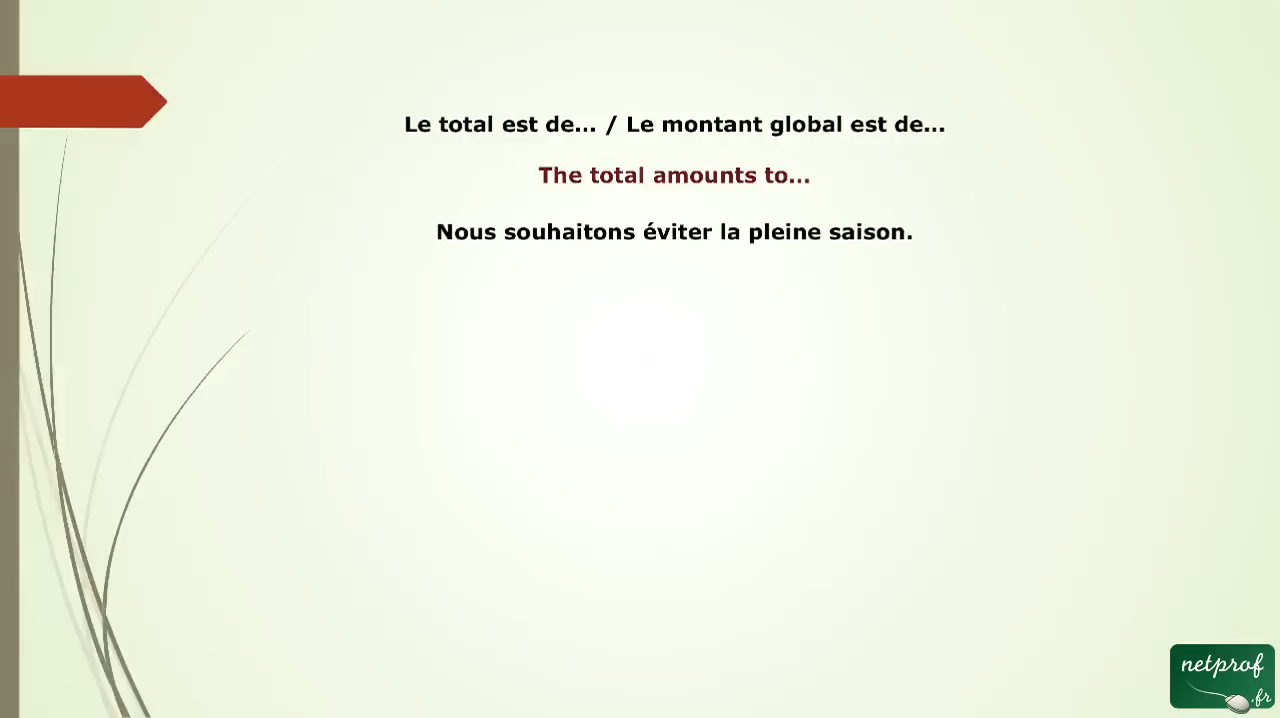 Le total est de... / Le montant global est de...
The total amounts to...
Nous souhaitons éviter la pleine saison.
netprof
.fr